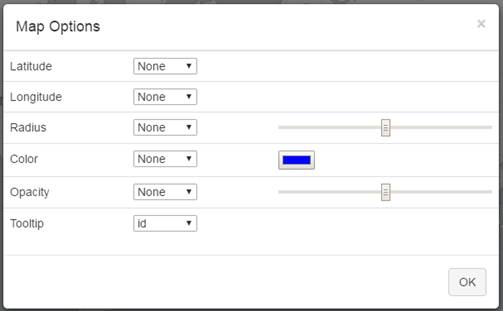 Map Options ×
Latitude None
Longitude None
Radius None
Color None
Opacity None
Tooltip id
OK